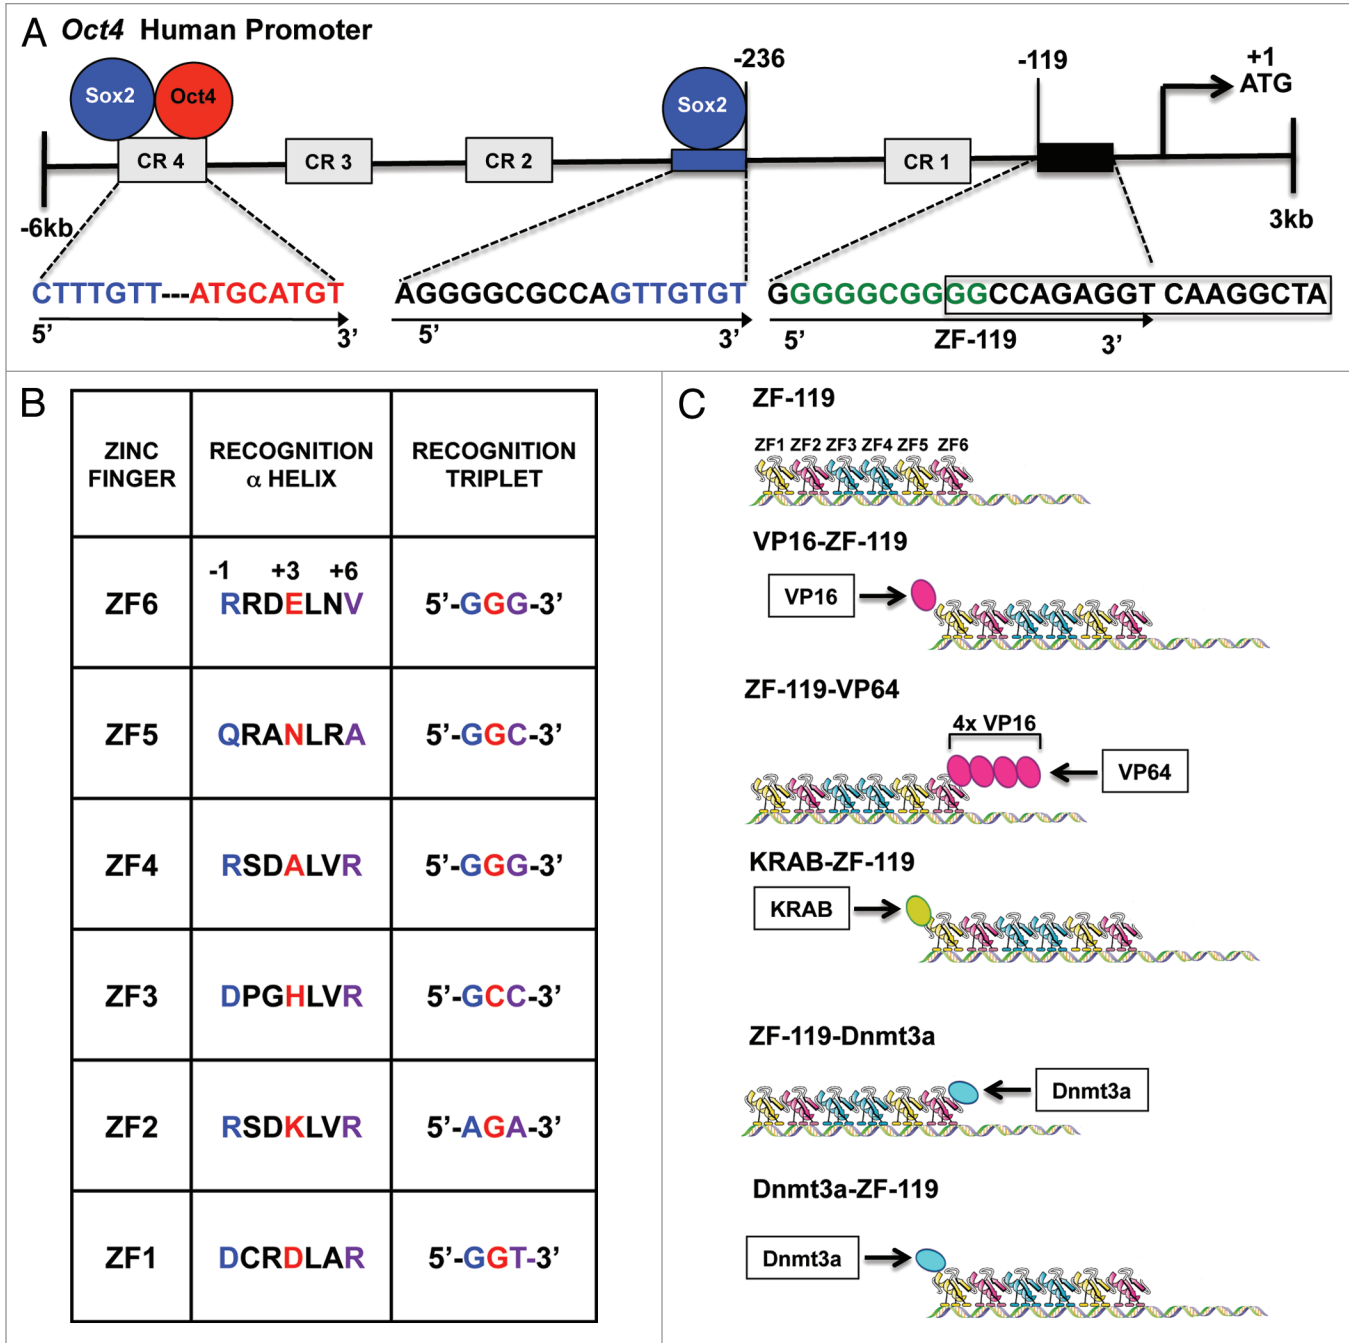 A Oct4 Human Promoter
-236
-119
+1
ATG
Sox2
Oct4
Sox2
CR 4
CR 3
CR 2
CR 1
-6kb
3kb
CTTTGTT---ATGCATGT
AGGGGCGCCAGTTGTGT
GGGGGCGGGGCCAGAGGT CAAGGCTA
5’
3’
5’
3’
5’
ZF-119
3’
B
ZINC FINGER
RECOGNITION α HELIX
RECOGNITION TRIPLET
-1 +3 +6
ZF6 RRDELNV 5’-GGG-3’
ZF5 QRANLRA 5’-GGC-3’
ZF4 RSDALVR 5’-GGG-3’
ZF3 DPGHLVR 5’-GCC-3’
ZF2 RSDKLVR 5’-AGA-3’
ZF1 DCRDLAR 5’-GGT-3’
C
ZF-119
ZF1 ZF2 ZF3 ZF4 ZF5 ZF6
VP16-ZF-119
VP16
ZF-119-VP64
4x VP16
VP64
KRAB-ZF-119
KRAB
ZF-119-Dnmt3a
Dnmt3a
Dnmt3a-ZF-119
Dnmt3a